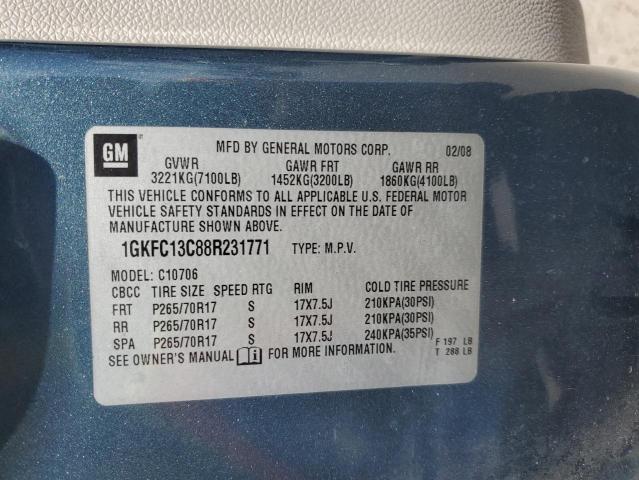 GM
MFD BY GENERAL MOTORS CORP. 02/08
GVWR GAWR FRT GAWR RR
3221KG(7100LB) 1452KG(3200LB) 1860KG(4100LB)
THIS VEHICLE CONFORMS TO ALL APPLICABLE U.S. FEDERAL MOTOR
VEHICLE SAFETY STANDARDS IN EFFECT ON THE DATE OF
MANUFACTURE SHOWN ABOVE.
1GKFC13C88R231771 TYPE: M.P.V.
MODEL: C10706
CBCC TIRE SIZE SPEED RTG RIM COLD TIRE PRESSURE
FRT P265/70R17 S 17X7.5J 210KPA(30PSI)
RR P265/70R17 S 17X7.5J 210KPA(30PSI)
SPA P265/70R17 S 17X7.5J 240KPA(35PSI)
F 197 LB
SEE OWNER'S MANUAL FOR MORE INFORMATION. T 288 LB